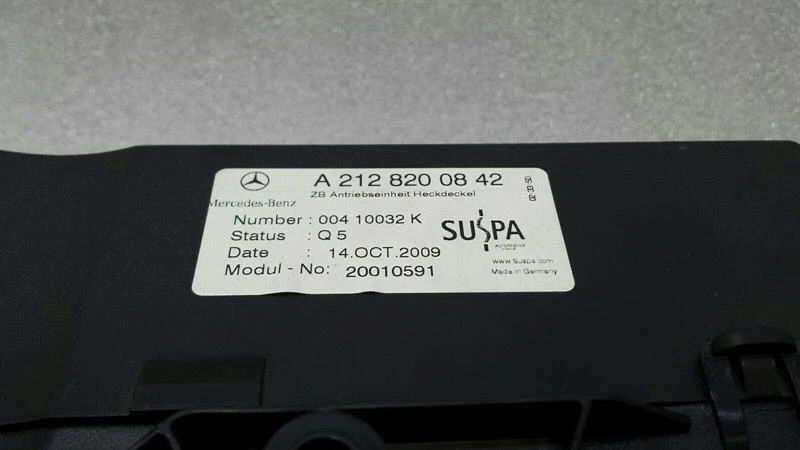 A 212 820 08 42
ZB Antriebseinheit Heckdeckel
Mercedes-Benz
Number : 004 10032 K
Status : Q 5
Date : 14.OCT.2009
Modul - No: 20010591
SUSPA
www.Suspa.com
Made in Germany